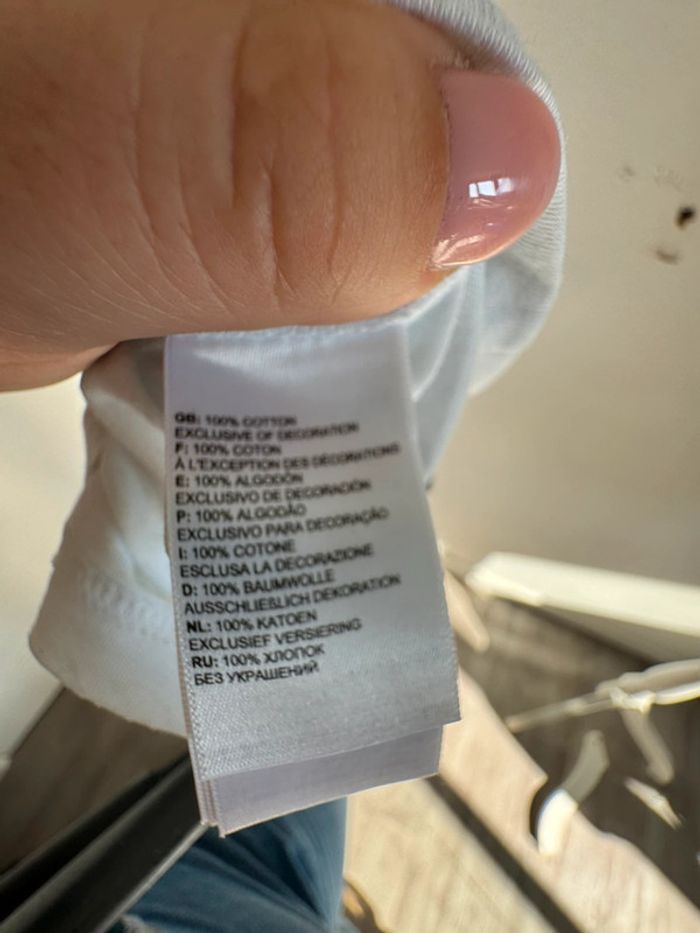 GB: 100% COTTON
EXCLUSIVE OF DECORATION
F: 100% COTON
À L'EXCEPTION DES DÉCORATIONS
E: 100% ALGODÓN
EXCLUSIVO DE DECORACIÓN
P: 100% ALGODÃO
EXCLUSIVO PARA DECORAÇÃO
I: 100% COTONE
ESCLUSA LA DECORAZIONE
D: 100% BAUMWOLLE
AUSSCHLIEßLICH DEKORATION
NL: 100% KATOEN
EXCLUSIEF VERSIERING
RU: 100% ХЛОПОК
БЕЗ УКРАШЕНИЙ